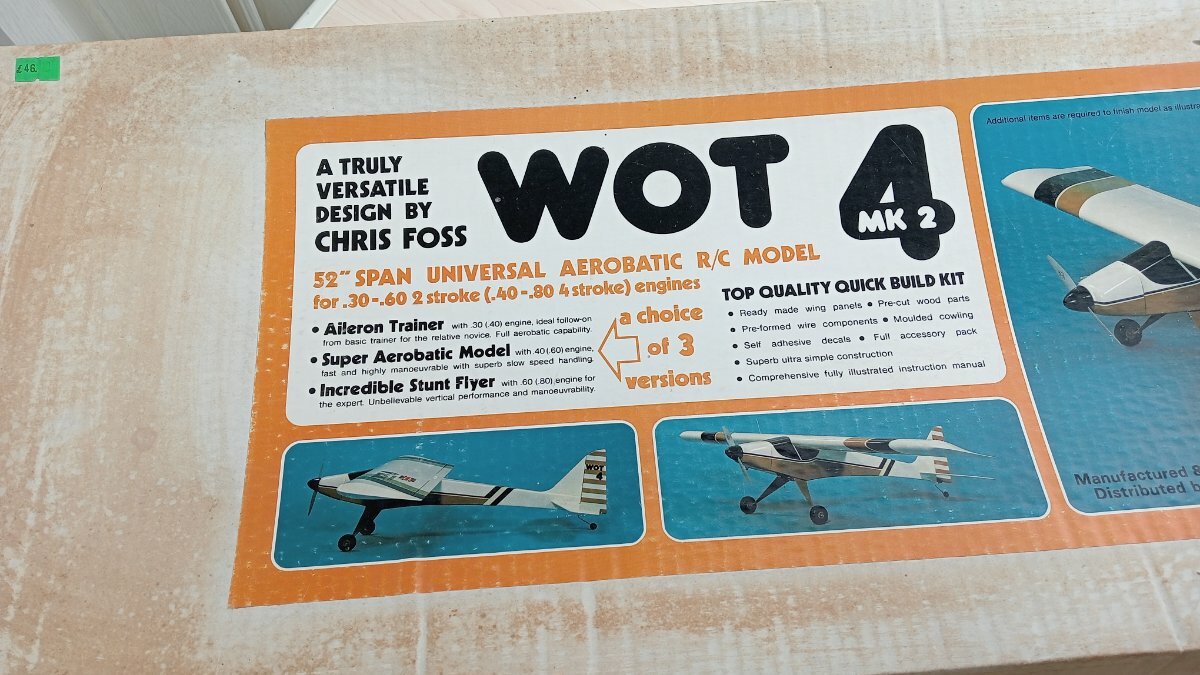 £46.
A TRULY
VERSATILE
DESIGN BY
CHRIS FOSS
WOT 4
MK 2
52" SPAN UNIVERSAL AEROBATIC R/C MODEL
for .30-.60 2 stroke (.40-.80 4 stroke) engines
• Aileron Trainer with .30 (.40) engine, ideal follow-on
from basic trainer for the relative novice. Full aerobatic capability.
• Super Aerobatic Model with .40 (.60) engine,
fast and highly manoeuvrable with superb slow speed handling.
• Incredible Stunt Flyer with .60 (.80) engine for
the expert. Unbelievable vertical performance and manoeuvrability.
a choice
of 3
versions
TOP QUALITY QUICK BUILD KIT
• Ready made wing panels • Pre-cut wood parts
• Pre-formed wire components • Moulded cowling
• Self adhesive decals • Full accessory pack
• Superb ultra simple construction
• Comprehensive fully illustrated instruction manual
Additional items are required to finish model as
Manufactured &
Distributed
WOT
4